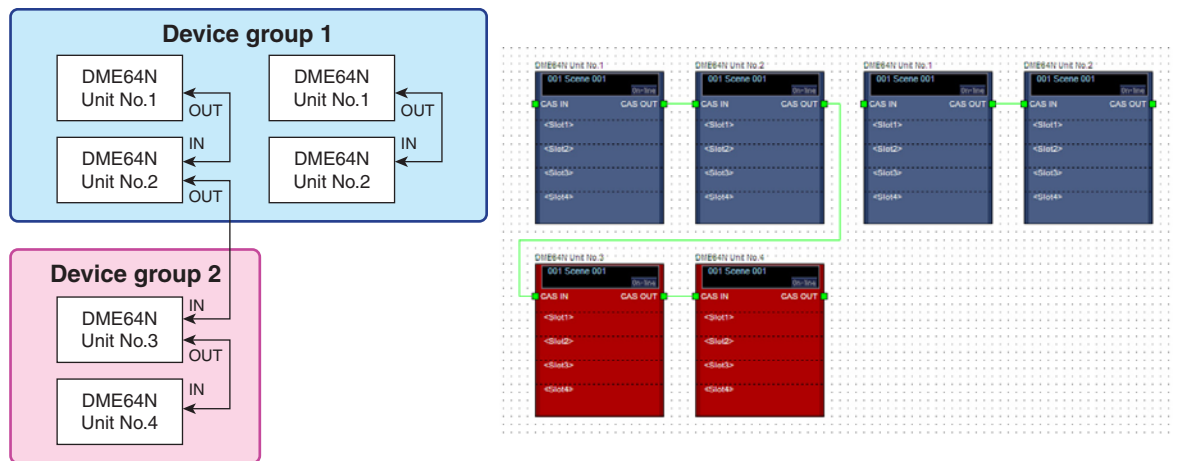 Device group 1
DME64N
Unit No.1
OUT
IN
DME64N
Unit No.2
OUT
DME64N
Unit No.1
OUT
IN
DME64N
Unit No.2
Device group 2
IN
DME64N
Unit No.3
OUT
IN
DME64N
Unit No.4
DME64N Unit No.1
001 Scene 001
On-line
CAS IN CAS OUT
<Slot1>
<Slot2>
<Slot3>
<Slot4>
DME64N Unit No.2
001 Scene 001
On-line
CAS IN CAS OUT
<Slot1>
<Slot2>
<Slot3>
<Slot4>
DME64N Unit No.1
001 Scene 001
On-line
CAS IN CAS OUT
<Slot1>
<Slot2>
<Slot3>
<Slot4>
DME64N Unit No.2
001 Scene 001
On-line
CAS IN CAS OUT
<Slot1>
<Slot2>
<Slot3>
<Slot4>
DME64N Unit No.3
001 Scene 001
On-line
CAS IN CAS OUT
<Slot1>
<Slot2>
<Slot3>
<Slot4>
DME64N Unit No.4
001 Scene 001
On-line
CAS IN CAS OUT
<Slot1>
<Slot2>
<Slot3>
<Slot4>